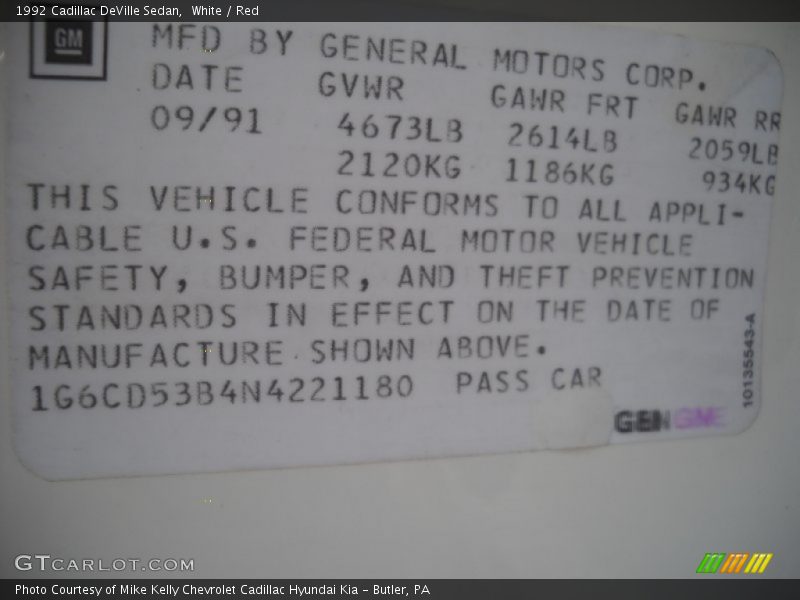 1992 Cadillac DeVille Sedan,  White / Red
GM
MFD BY GENERAL MOTORS CORP.
DATE GVWR GAWR FRT GAWR RR
09/91 4673LB 2614LB 2059LB
2120KG 1186KG 934KG
THIS VEHICLE CONFORMS TO ALL APPLI-
CABLE U.S. FEDERAL MOTOR VEHICLE
SAFETY, BUMPER, AND THEFT PREVENTION
STANDARDS IN EFFECT ON THE DATE OF
MANUFACTURE SHOWN ABOVE.
1G6CD53B4N4221180 PASS CAR
10135543-A
GTCARLOT.COM
Photo Courtesy of Mike Kelly Chevrolet Cadillac Hyundai Kia – Butler, PA